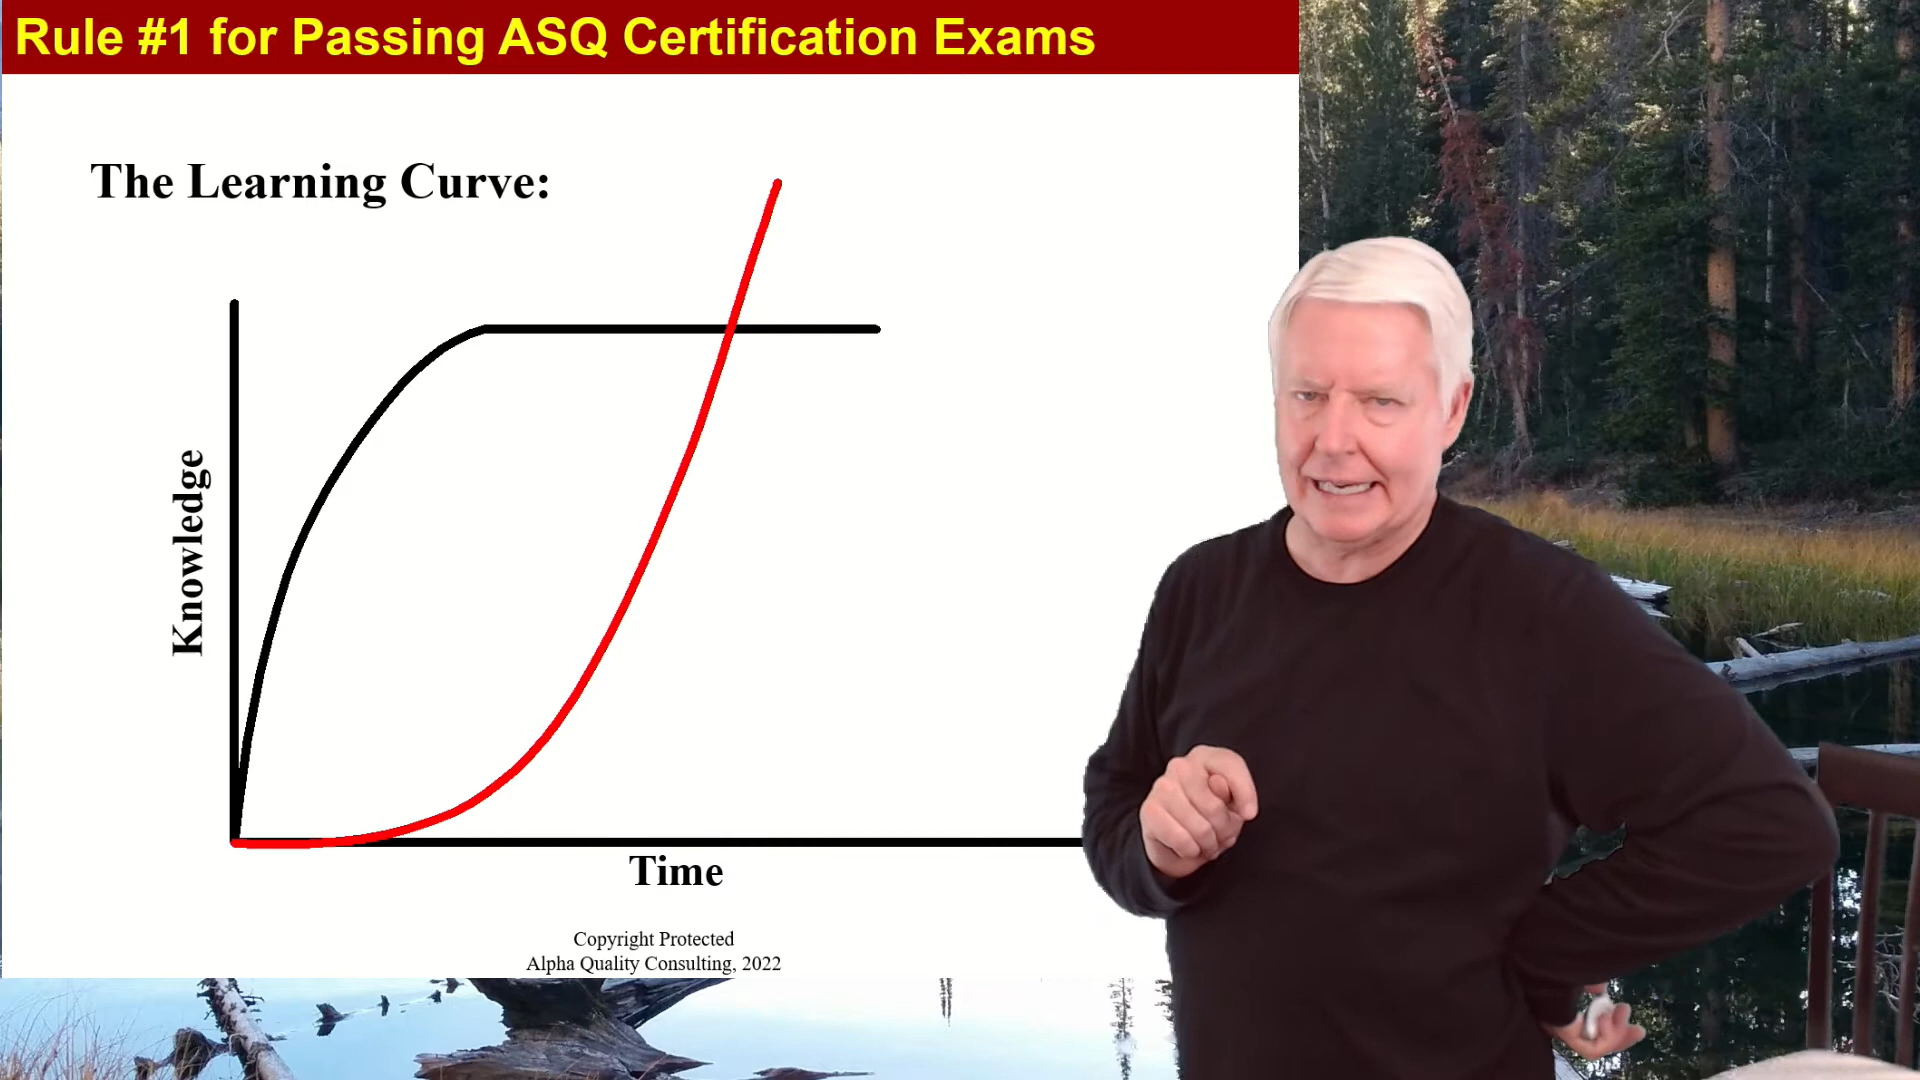 Rule #1 for Passing ASQ Certification Exams
The Learning Curve:
Knowledge
Time
Copyright Protected
Alpha Quality Consulting, 2022